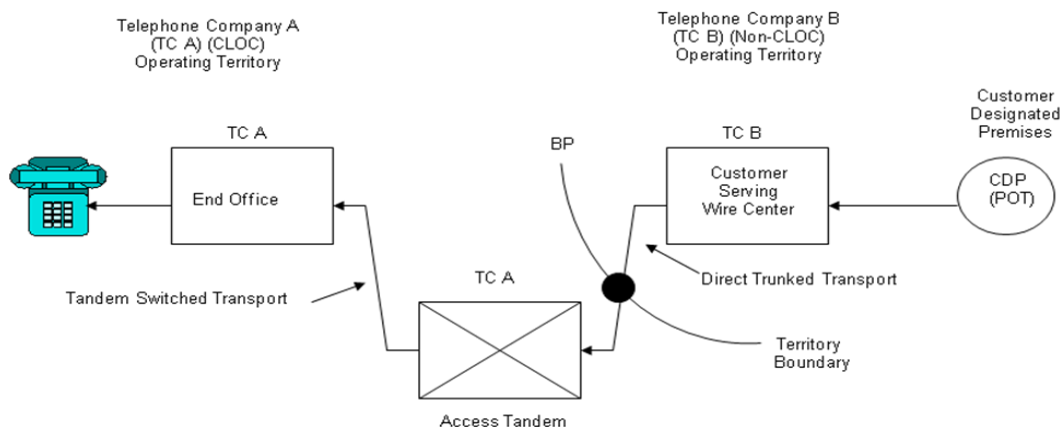 Telephone Company A
(TC A) (CLOC)
Operating Territory
Telephone Company B
(TC B) (Non-CLOC)
Operating Territory
Customer
Designated
Premises
TC A
BP
TC B
End Office
Customer
Serving
Wire Center
CDP
(POT)
Tandem Switched Transport
TC A
Direct Trunked Transport
Territory
Boundary
Access Tandem